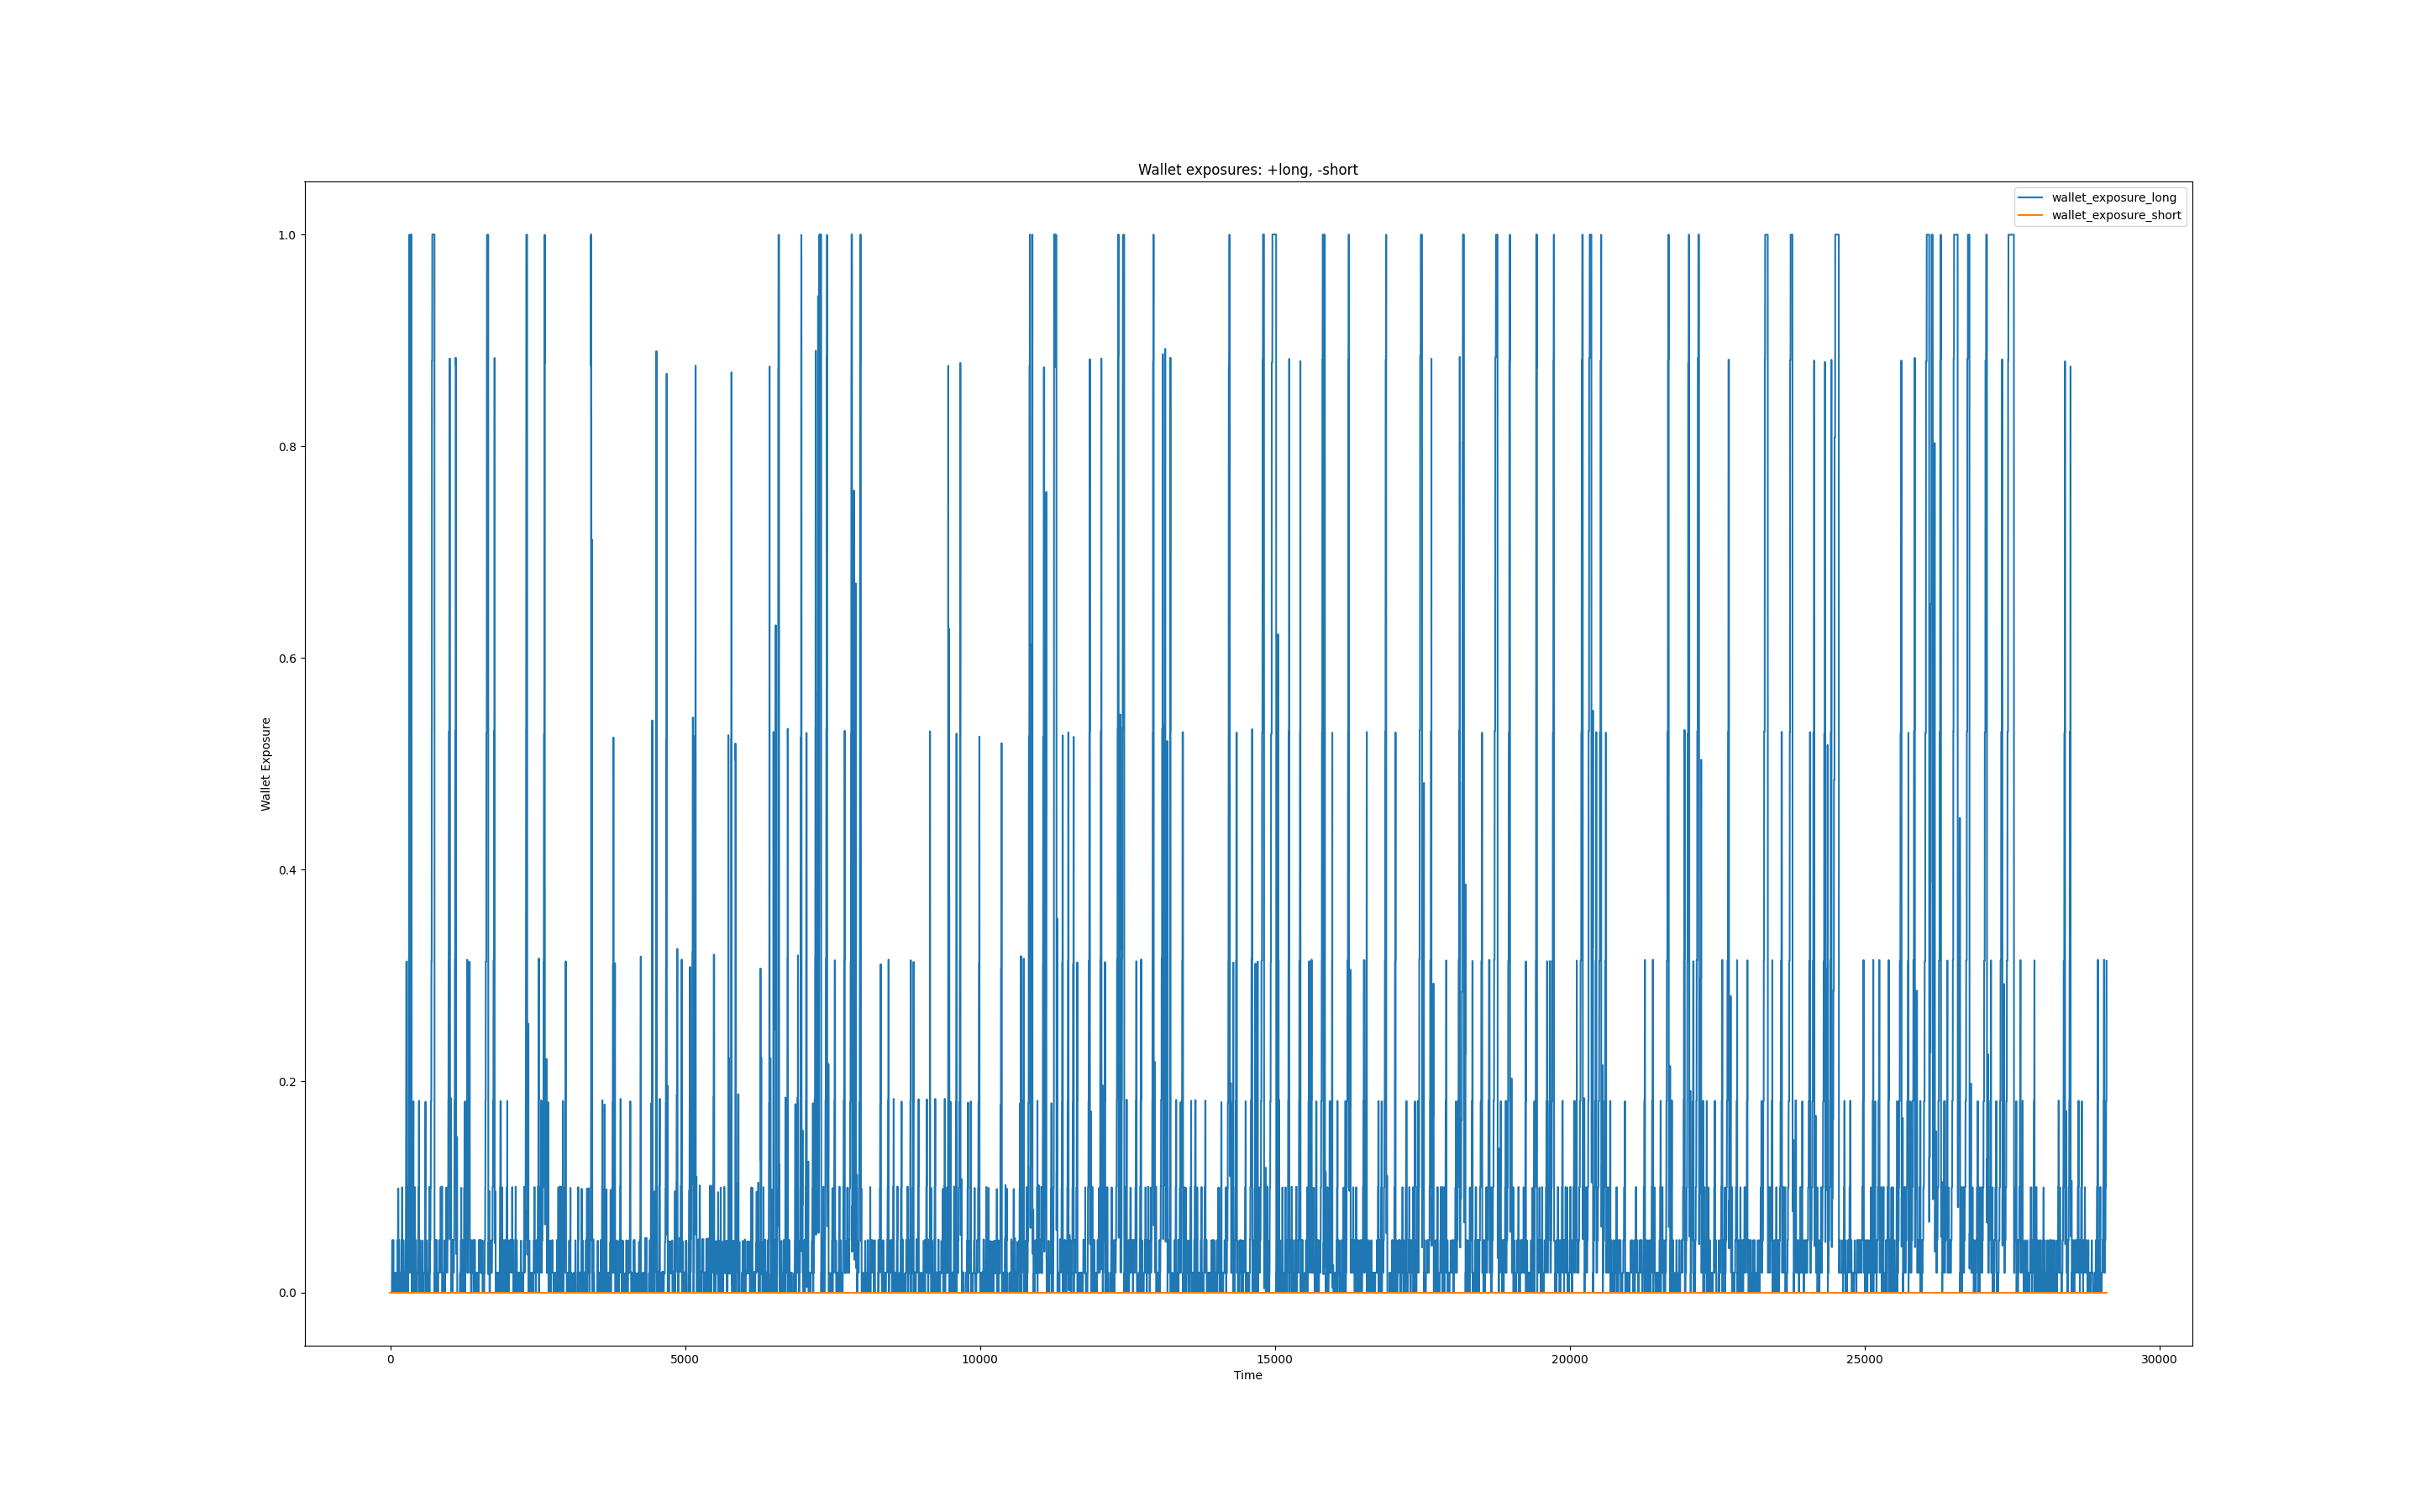 Wallet exposures: +long, -short
wallet_exposure_long
wallet_exposure_short
1.0
0.8
0.6
0.4
0.2
0.0
Wallet Exposure
0 5000 10000 15000 20000 25000 30000
Time